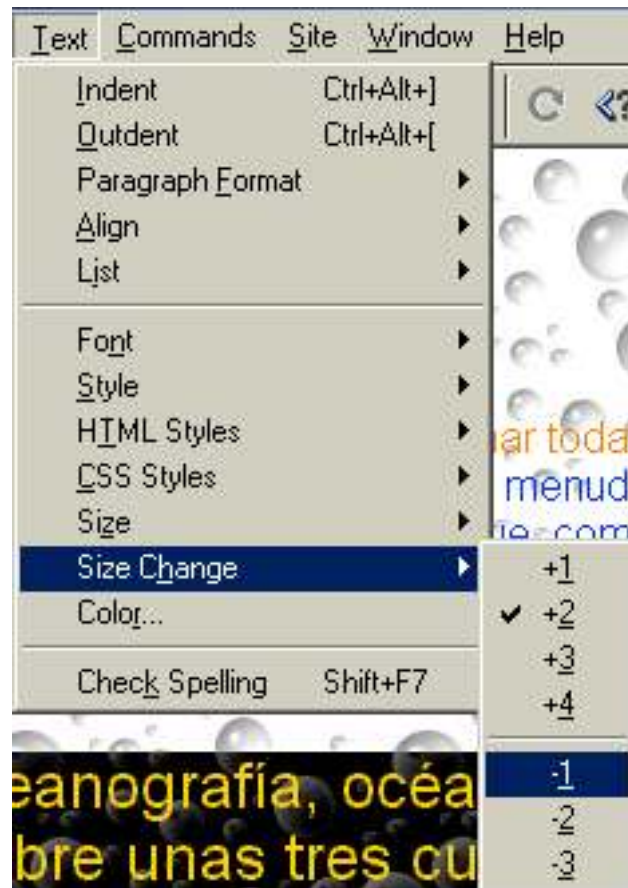 Text Commands Site Window Help
Indent Ctrl+Alt+]
Outdent Ctrl+Alt+[
Paragraph Format
Align
List
Font
Style
HTML Styles
CSS Styles
Size
Size Change
Color...
Check Spelling Shift+F7
+1
+2
+3
+4
-1
-2
-3
toda
menud
eanografía, océa
bre unas tres cu